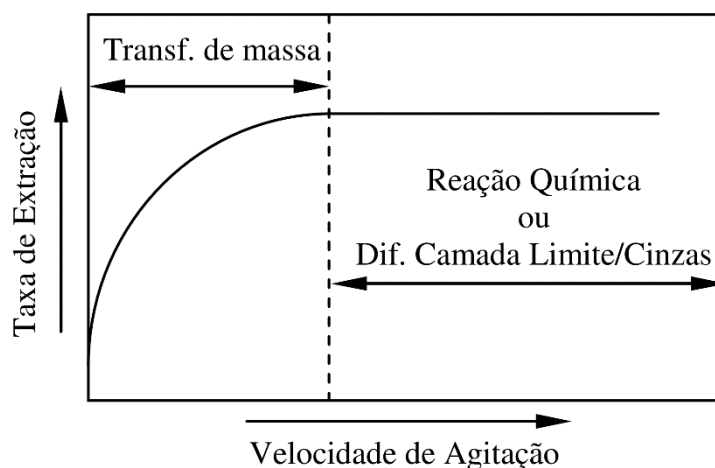 Transf. de massa
Taxa de Extração
Reação Química
ou
Dif. Camada Limite/Cinzas
Velocidade de Agitação